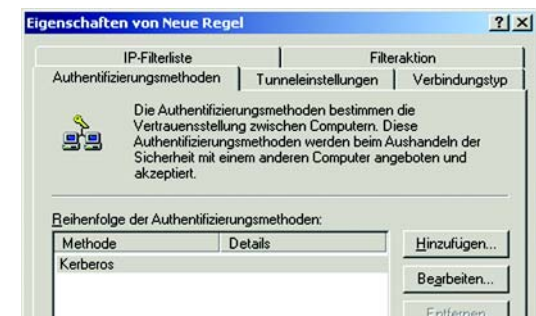 Eigenschaften von Neue Regel
IP-Filterliste Filteraktion
Authentifizierungsmethoden Tunneleinstellungen Verbindungstyp
Die Authentifizierungsmethoden bestimmen die
Vertrauensstellung zwischen Computern. Diese
Authentifizierungsmethoden werden beim Aushandeln der
Sicherheit mit einem anderen Computer angeboten und
akzeptiert.
Reihenfolge der Authentifizierungsmethoden:
Methode Details
Hinzufügen...
Kerberos
Bearbeiten...
Entfernen